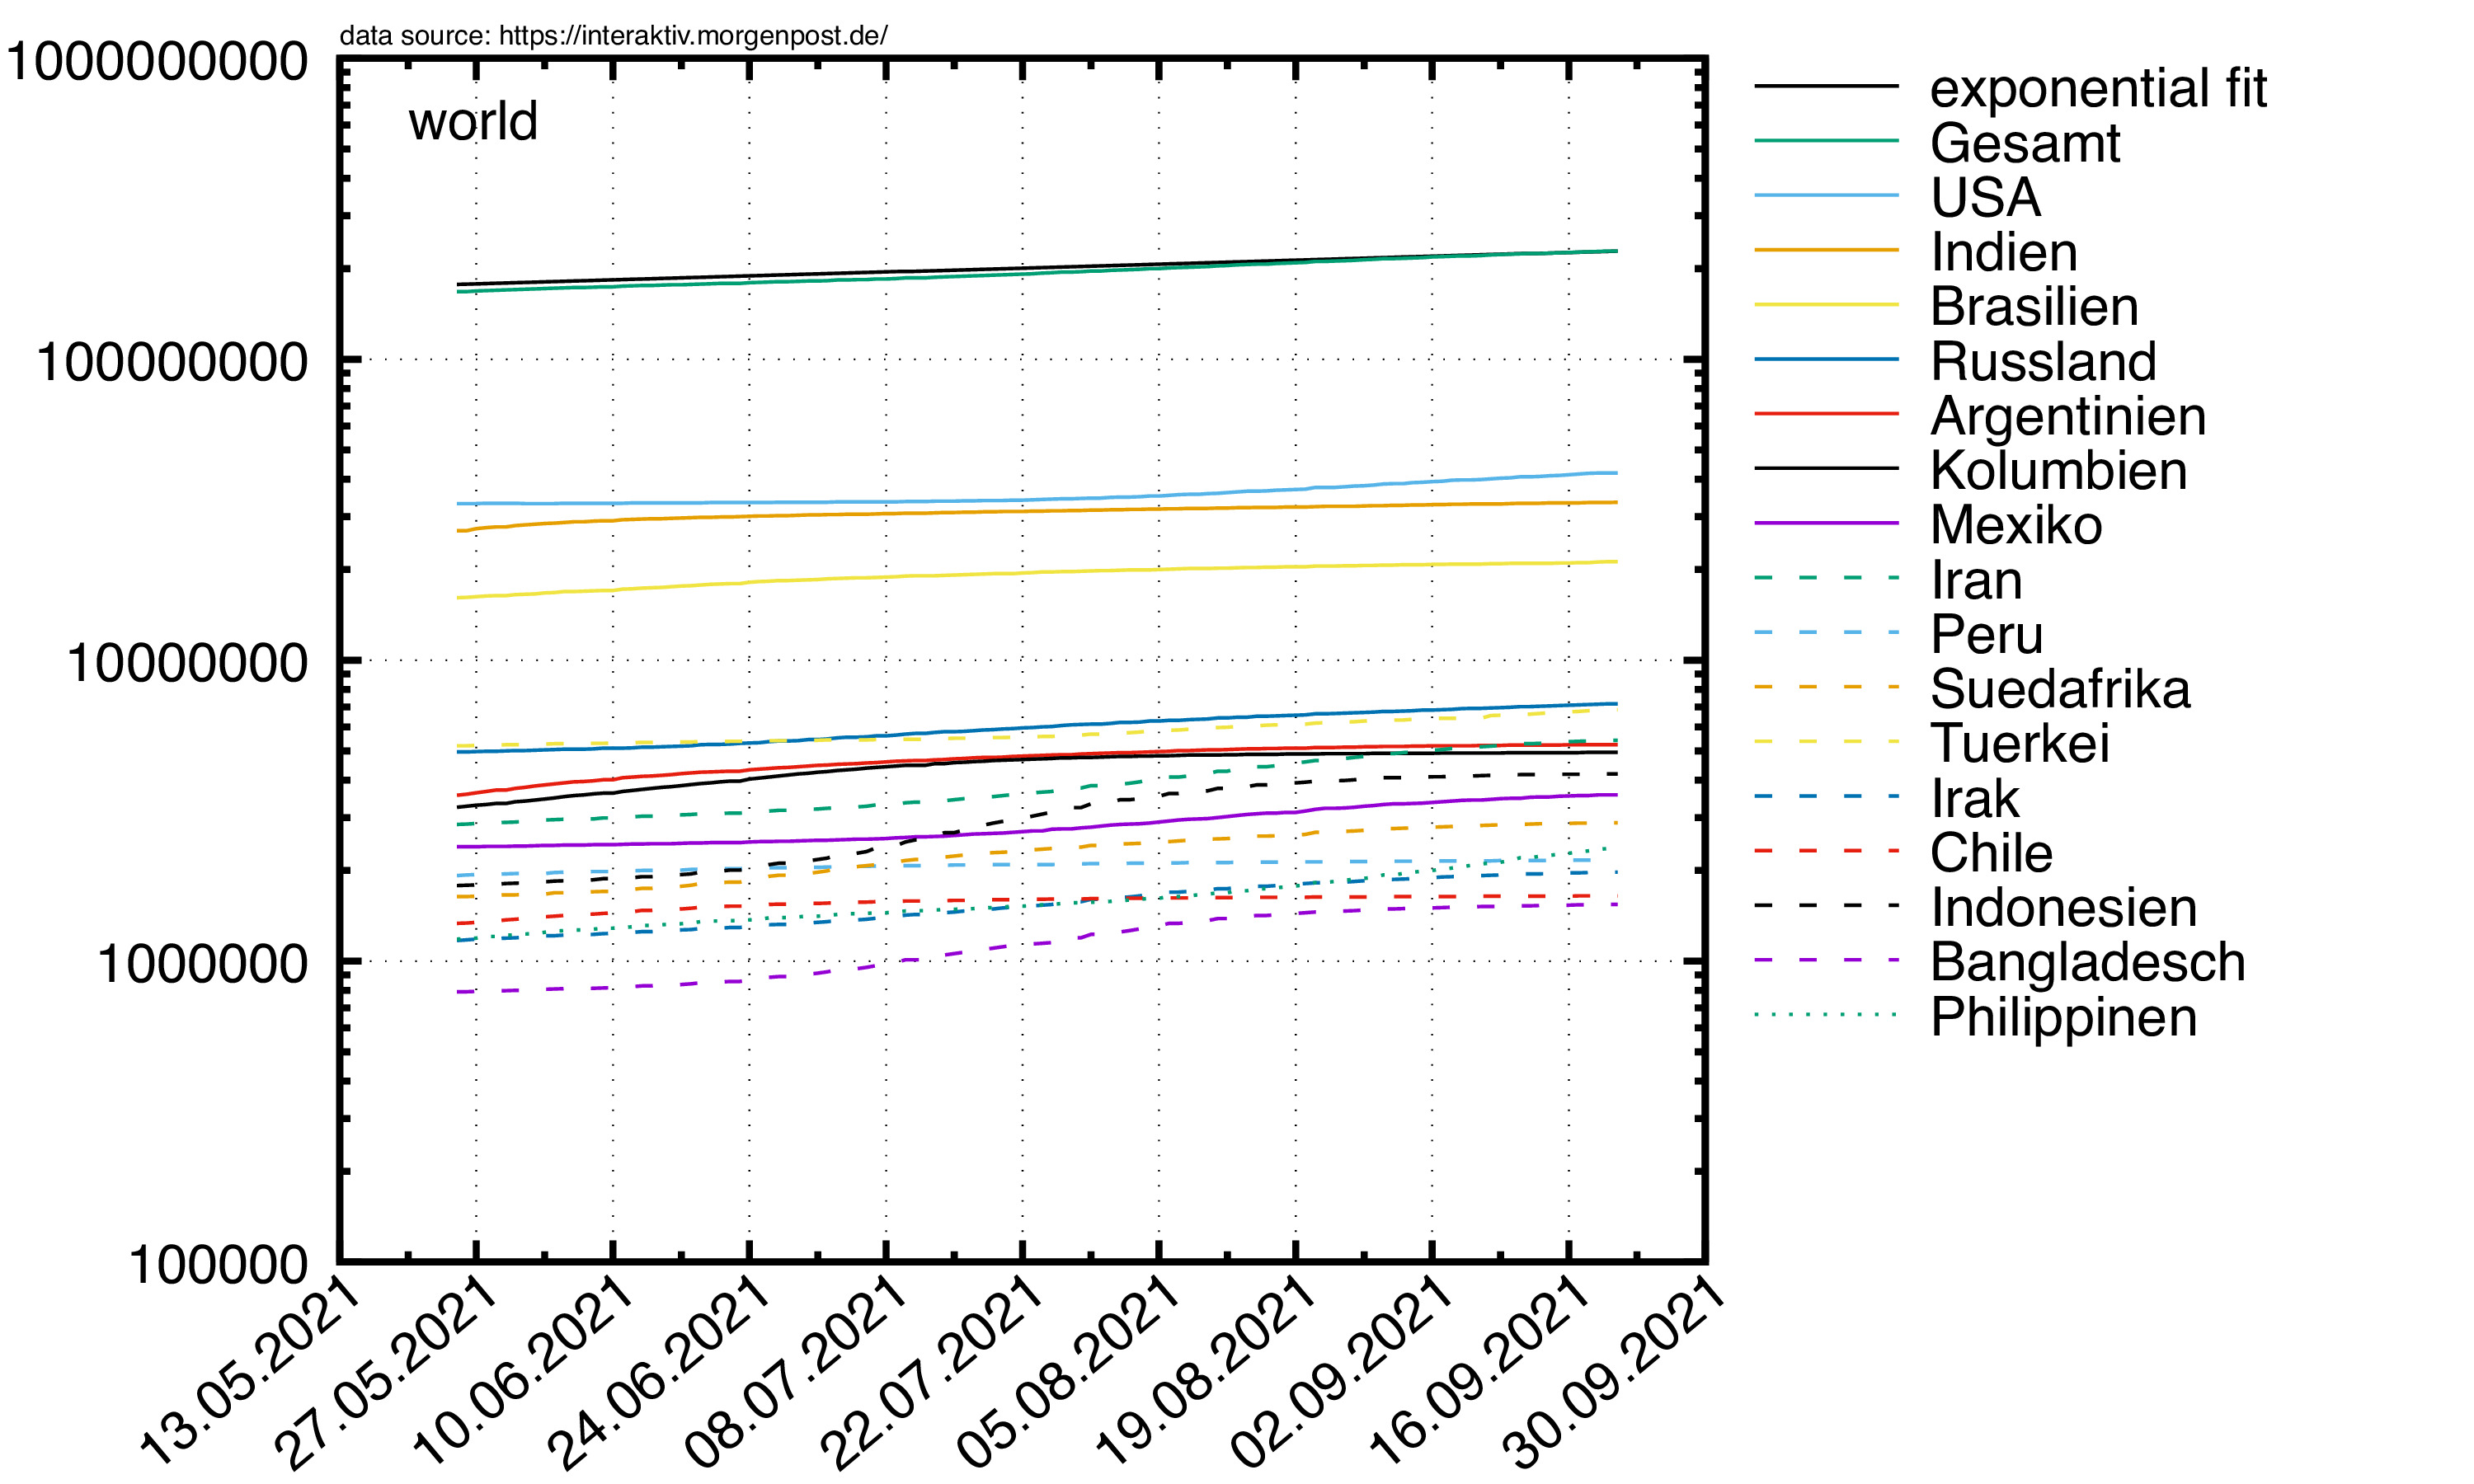 data source: https://interaktiv.morgenpost.de/
1000000000
100000000
10000000
1000000
100000
world
exponential fit
Gesamt
USA
Indien
Brasilien
Russland
Argentinien
Kolumbien
Mexiko
Iran
Peru
Suedafrika
Tuerkei
Irak
Chile
Indonesien
Bangladesch
Philippinen
13.05.2021
27.05.2021
10.06.2021
24.06.2021
08.07.2021
22.07.2021
05.08.2021
19.08.2021
02.09.2021
16.09.2021
30.09.2021